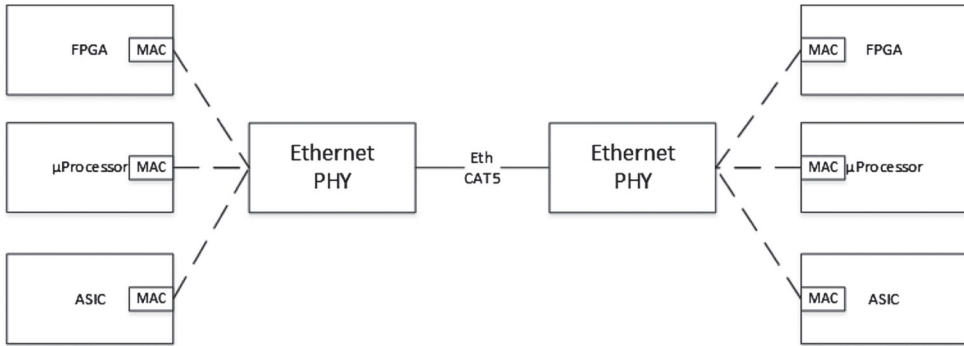 FPGA MAC
µProcessor MAC
ASIC MAC
Ethernet
PHY
Eth
CAT5
Ethernet
PHY
MAC FPGA
MAC µProcessor
MAC ASIC